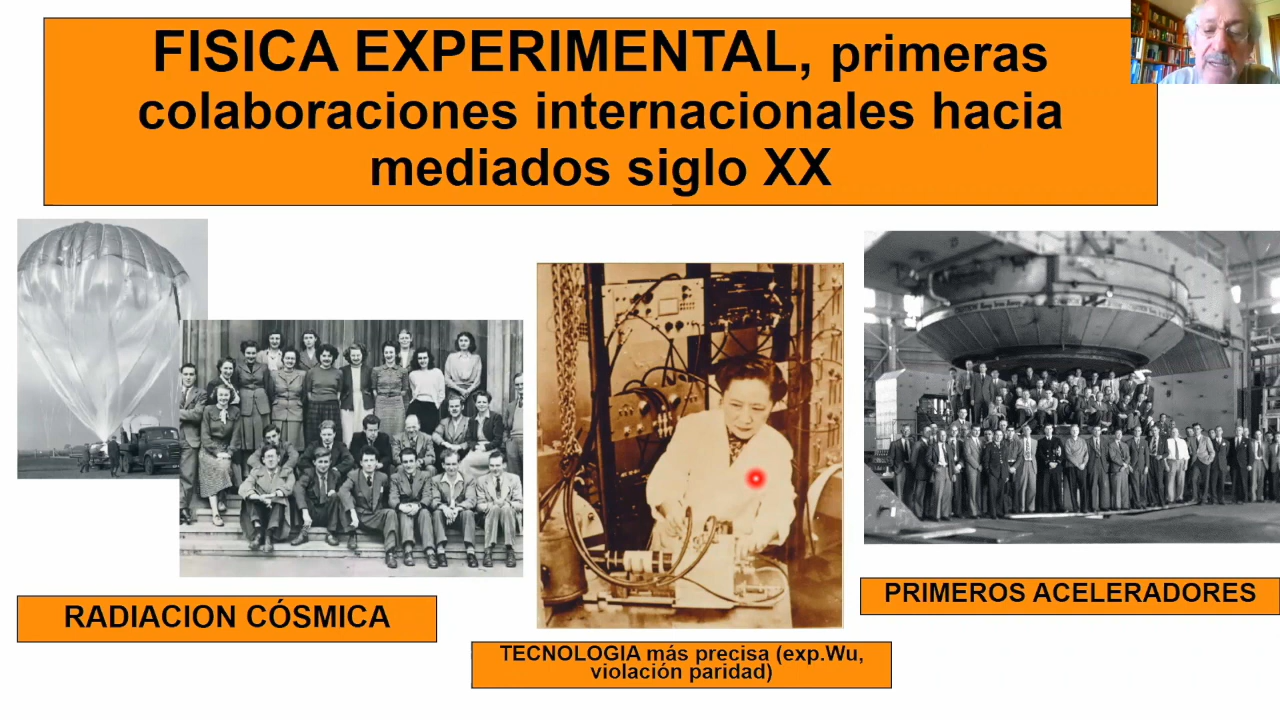 FISICA EXPERIMENTAL, primeras
colaboraciones internacionales hacia
mediados siglo XX
RADIACION CÓSMICA
TECNOLOGIA más precisa (exp.Wu,
violación paridad)
PRIMEROS ACELERADORES